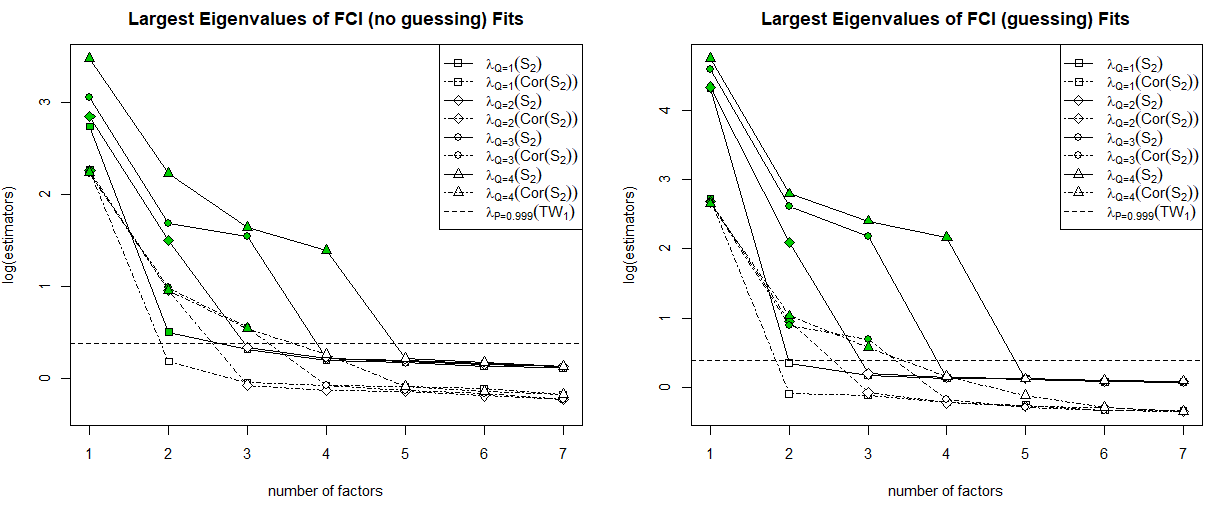 Largest Eigenvalues of FCI (no guessing) Fits
log(estimators)
3
2
1
0
λQ=1(S2)
λQ=1(Cor(S2))
λQ=2(S2)
λQ=2(Cor(S2))
λQ=3(S2)
λQ=3(Cor(S2))
λQ=4(S2)
λQ=4(Cor(S2))
λP=0.999(TW1)
1 2 3 4 5 6 7
number of factors
Largest Eigenvalues of FCI (guessing) Fits
log(estimators)
4
3
2
1
0
λQ=1(S2)
λQ=1(Cor(S2))
λQ=2(S2)
λQ=2(Cor(S2))
λQ=3(S2)
λQ=3(Cor(S2))
λQ=4(S2)
λQ=4(Cor(S2))
λP=0.999(TW1)
1 2 3 4 5 6 7
number of factors